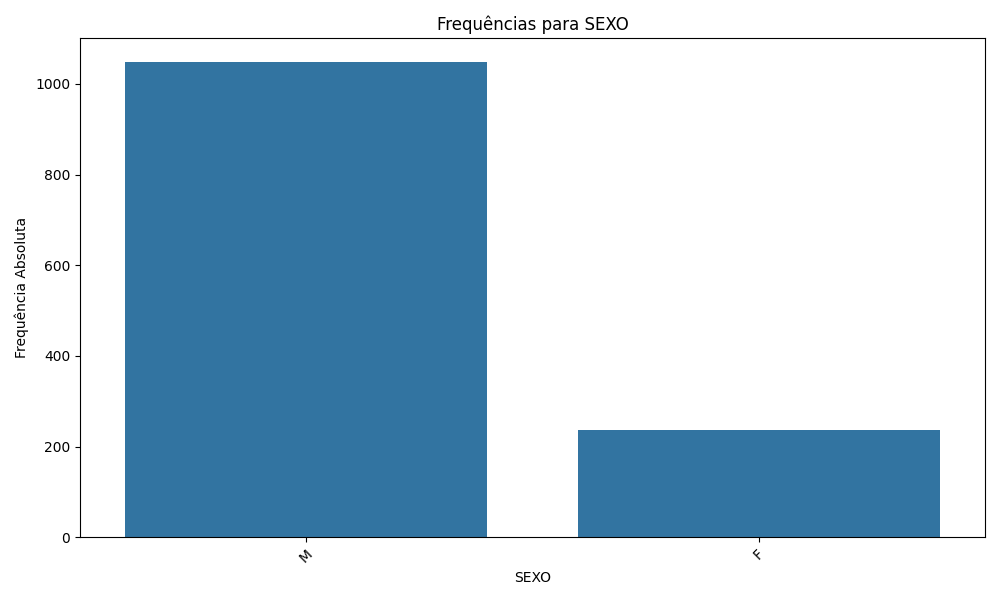 Frequências para SEXO
Frequência Absoluta
1000
800
600
400
200
0
M
F
SEXO